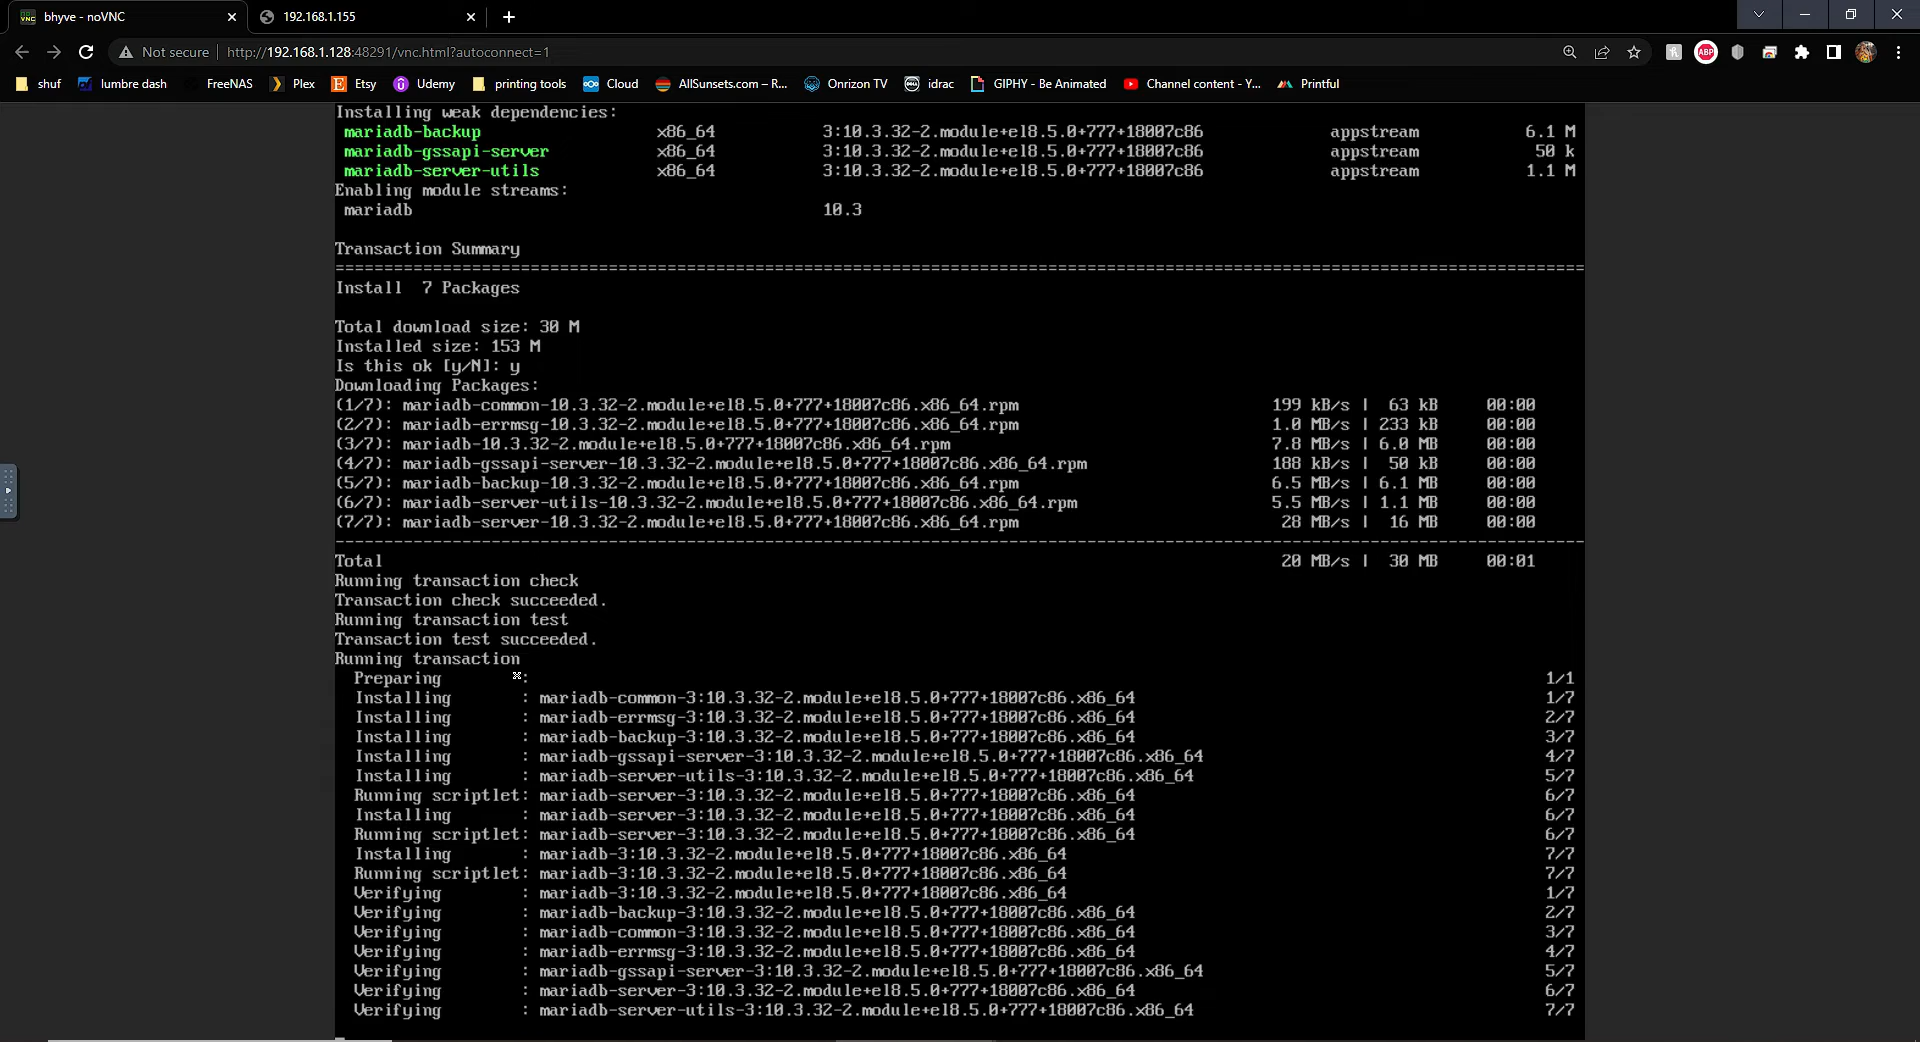 bhyve - noVNC
192.168.1.155
Not secure http://192.168.1.128:48291/vnc.html?autoconnect=1
ABP
shuf lumbre dash FreeNAS Plex Etsy Udemy printing tools Cloud AllSunsets.com – R... Onrizon TV idrac GIPHY - Be Animated Channel content - Y... Printful
Installing weak dependencies:
mariadb-backup x86_64 3:10.3.32-2.module+el8.5.0+777+18007c86 appstream 6.1 M
mariadb-gssapi-server x86_64 3:10.3.32-2.module+el8.5.0+777+18007c86 appstream 50 k
mariadb-server-utils x86_64 3:10.3.32-2.module+el8.5.0+777+18007c86 appstream 1.1 M
Enabling module streams:
mariadb 10.3
Transaction Summary
Install 7 Packages
Total download size: 30 M
Installed size: 153 M
Is this ok [y/N]: y
Downloading Packages:
(1/7): mariadb-common-10.3.32-2.module+el8.5.0+777+18007c86.x86_64.rpm 199 kB/s | 63 kB 00:00
(2/7): mariadb-errmsg-10.3.32-2.module+el8.5.0+777+18007c86.x86_64.rpm 1.0 MB/s | 233 kB 00:00
(3/7): mariadb-10.3.32-2.module+el8.5.0+777+18007c86.x86_64.rpm 7.8 MB/s | 6.0 MB 00:00
(4/7): mariadb-gssapi-server-10.3.32-2.module+el8.5.0+777+18007c86.x86_64.rpm 188 kB/s | 50 kB 00:00
(5/7): mariadb-backup-10.3.32-2.module+el8.5.0+777+18007c86.x86_64.rpm 6.5 MB/s | 6.1 MB 00:00
(6/7): mariadb-server-utils-10.3.32-2.module+el8.5.0+777+18007c86.x86_64.rpm 5.5 MB/s | 1.1 MB 00:00
(7/7): mariadb-server-10.3.32-2.module+el8.5.0+777+18007c86.x86_64.rpm 28 MB/s | 16 MB 00:00
Total 20 MB/s | 30 MB 00:01
Running transaction check
Transaction check succeeded.
Running transaction test
Transaction test succeeded.
Running transaction
Preparing : 1/1
Installing : mariadb-common-3:10.3.32-2.module+el8.5.0+777+18007c86.x86_64 1/7
Installing : mariadb-errmsg-3:10.3.32-2.module+el8.5.0+777+18007c86.x86_64 2/7
Installing : mariadb-backup-3:10.3.32-2.module+el8.5.0+777+18007c86.x86_64 3/7
Installing : mariadb-gssapi-server-3:10.3.32-2.module+el8.5.0+777+18007c86.x86_64 4/7
Installing : mariadb-server-utils-3:10.3.32-2.module+el8.5.0+777+18007c86.x86_64 5/7
Running scriptlet: mariadb-server-3:10.3.32-2.module+el8.5.0+777+18007c86.x86_64 6/7
Installing : mariadb-server-3:10.3.32-2.module+el8.5.0+777+18007c86.x86_64 6/7
Running scriptlet: mariadb-server-3:10.3.32-2.module+el8.5.0+777+18007c86.x86_64 6/7
Installing : mariadb-3:10.3.32-2.module+el8.5.0+777+18007c86.x86_64 7/7
Running scriptlet: mariadb-3:10.3.32-2.module+el8.5.0+777+18007c86.x86_64 7/7
Verifying : mariadb-3:10.3.32-2.module+el8.5.0+777+18007c86.x86_64 1/7
Verifying : mariadb-backup-3:10.3.32-2.module+el8.5.0+777+18007c86.x86_64 2/7
Verifying : mariadb-common-3:10.3.32-2.module+el8.5.0+777+18007c86.x86_64 3/7
Verifying : mariadb-errmsg-3:10.3.32-2.module+el8.5.0+777+18007c86.x86_64 4/7
Verifying : mariadb-gssapi-server-3:10.3.32-2.module+el8.5.0+777+18007c86.x86_64 5/7
Verifying : mariadb-server-3:10.3.32-2.module+el8.5.0+777+18007c86.x86_64 6/7
Verifying : mariadb-server-utils-3:10.3.32-2.module+el8.5.0+777+18007c86.x86_64 7/7